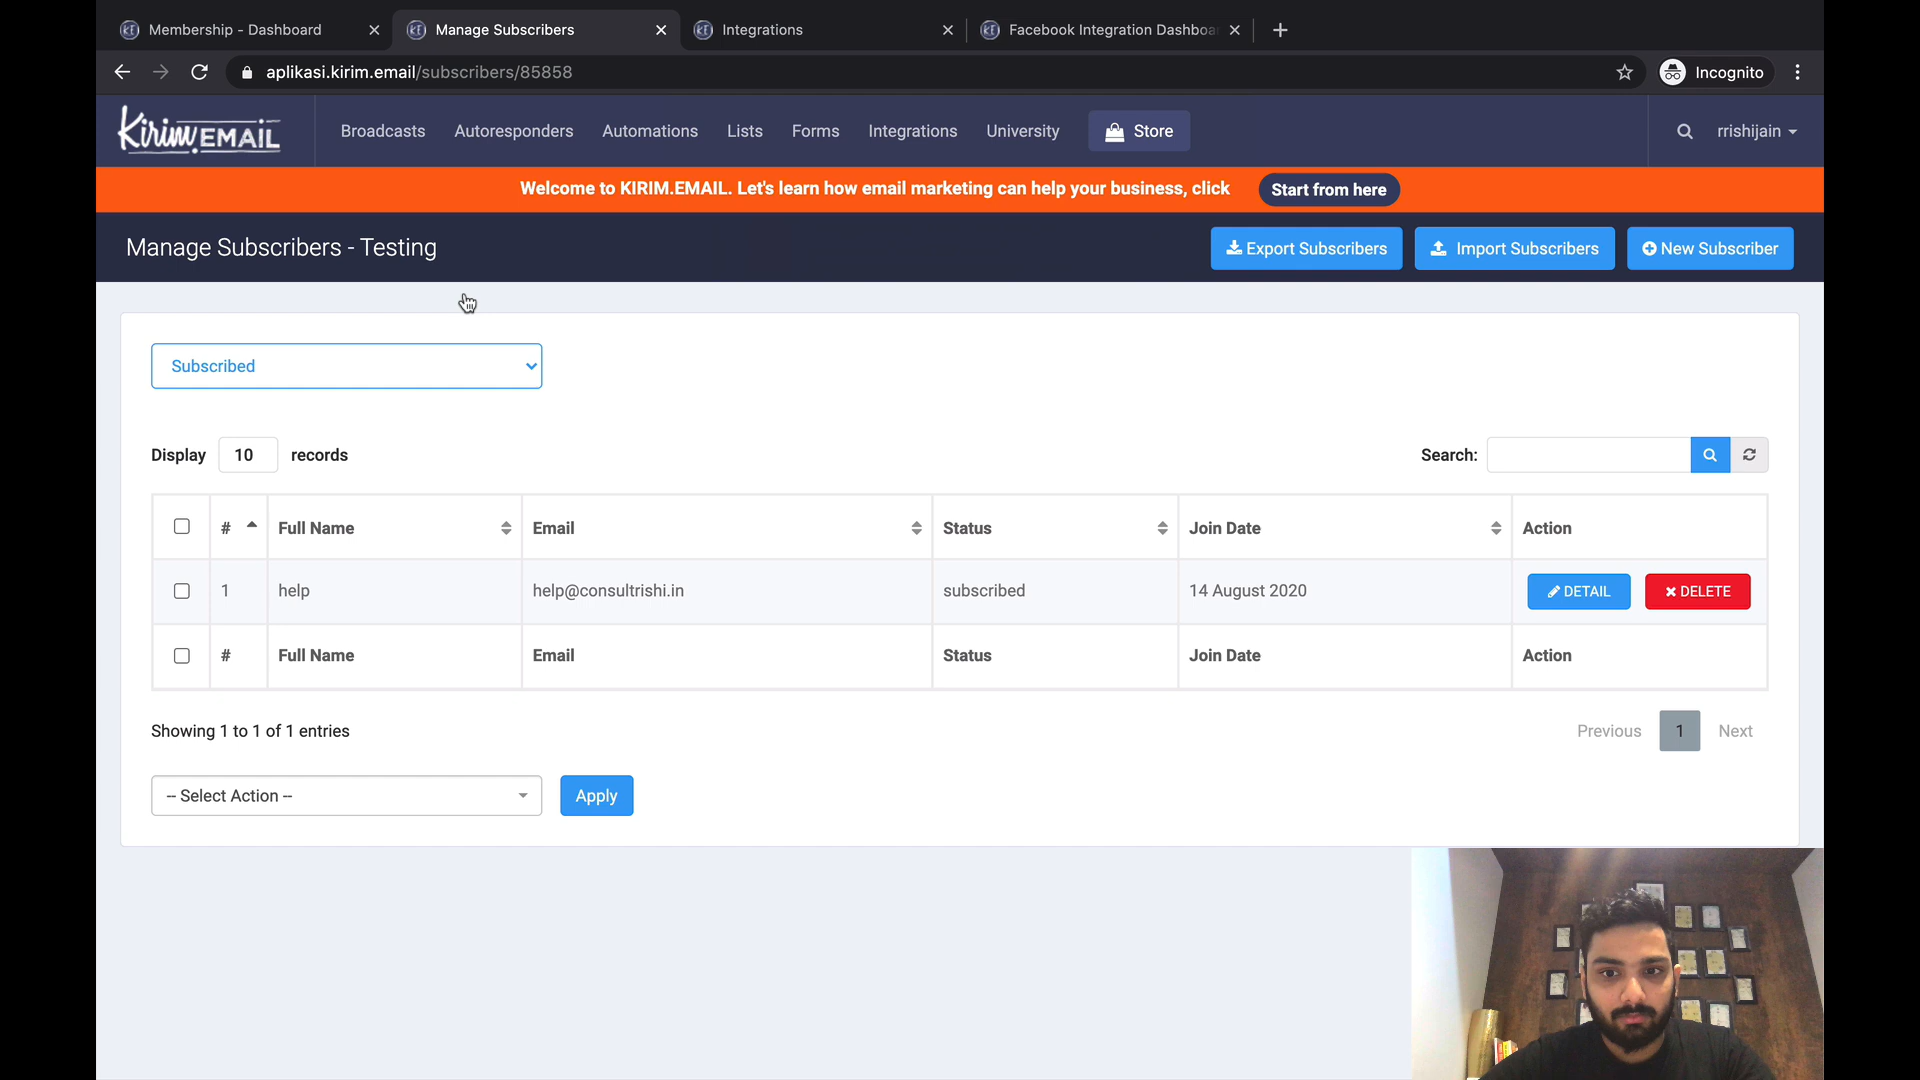 Membership - Dashboard
Manage Subscribers
Integrations
Facebook Integration Dashboa
aplikasi.kirim.email/subscribers/85858
Incognito
Kirim.EMAIL
Broadcasts
Autoresponders
Automations
Lists
Forms
Integrations
University
Store
rrishijain
Welcome to KIRIM.EMAIL. Let's learn how email marketing can help your business, click
Start from here
Manage Subscribers - Testing
Export Subscribers
Import Subscribers
New Subscriber
Subscribed
Display 10 records
Search:
# Full Name Email Status Join Date Action
1 help help@consultrishi.in subscribed 14 August 2020 DETAIL DELETE
# Full Name Email Status Join Date Action
Showing 1 to 1 of 1 entries
Previous 1 Next
-- Select Action --
Apply